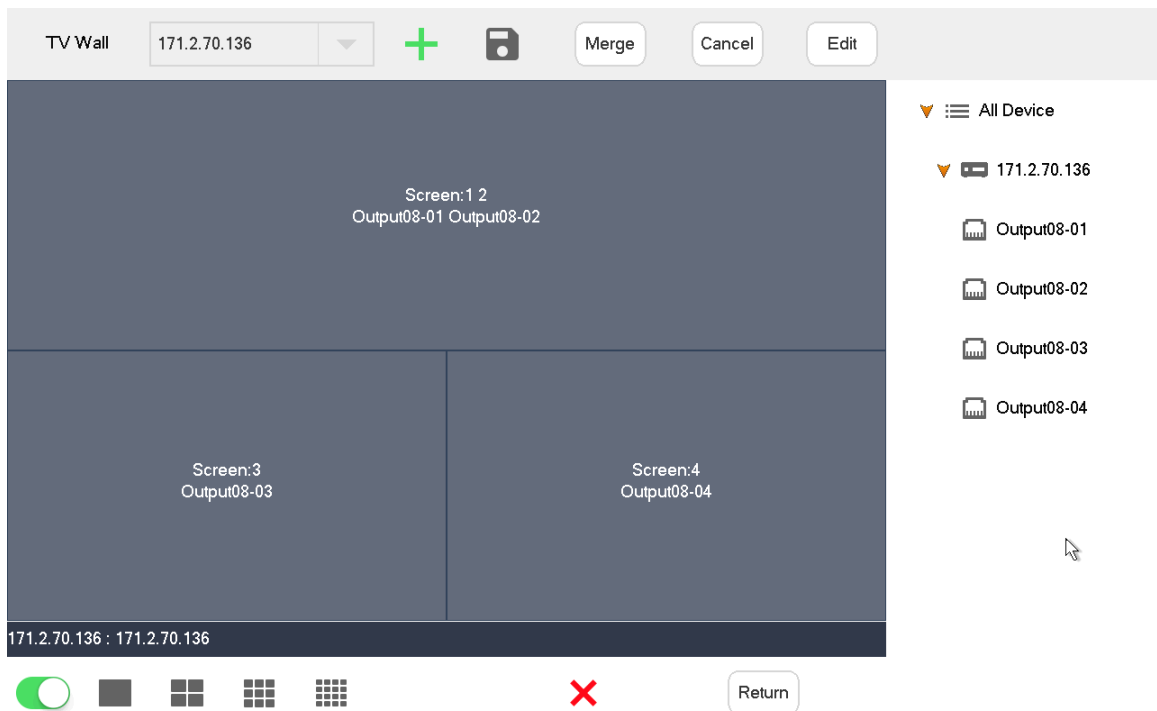 TV Wall
171.2.70.136
Merge
Cancel
Edit
Screen:1 2
Output08-01 Output08-02
Screen:3
Output08-03
Screen:4
Output08-04
171.2.70.136 : 171.2.70.136
All Device
171.2.70.136
Output08-01
Output08-02
Output08-03
Output08-04
Return